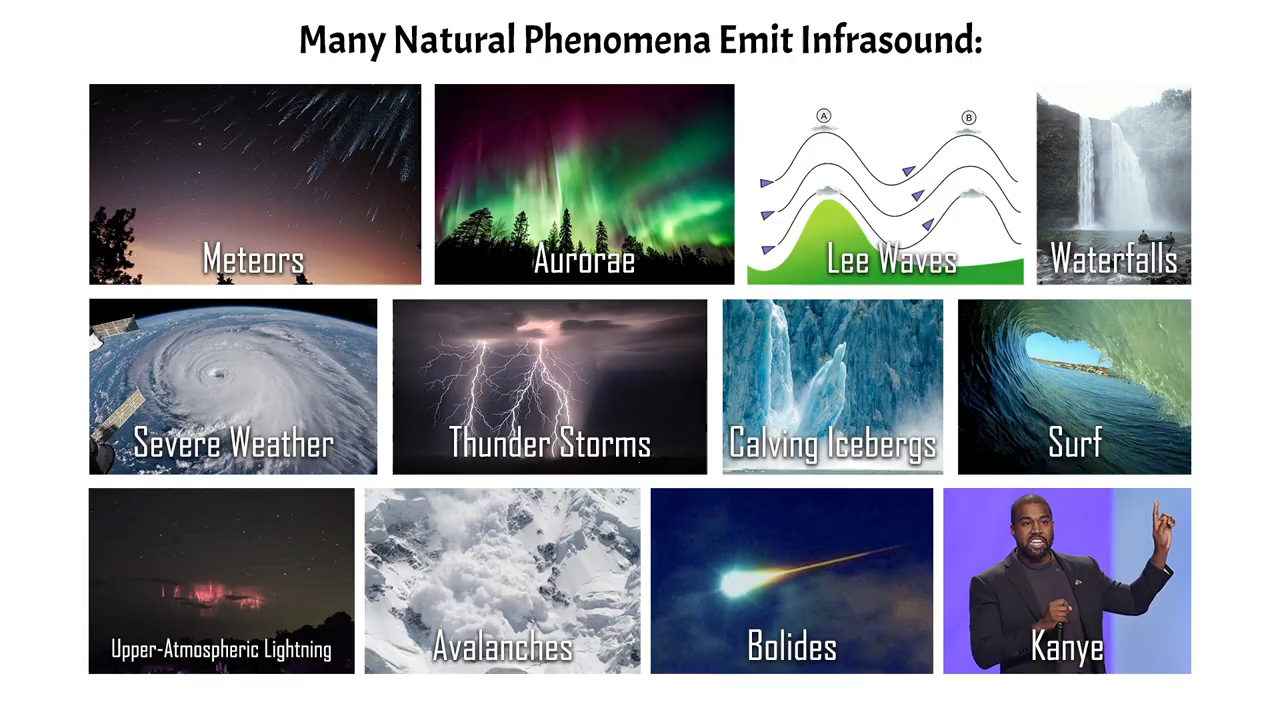 Many Natural Phenomena Emit Infrasound:
A
B
Meteors
Aurorae
Lee Waves
Waterfalls
Severe Weather
Thunder Storms
Calving Icebergs
Surf
Upper-Atmospheric Lightning
Avalanches
Bolides
Kanye